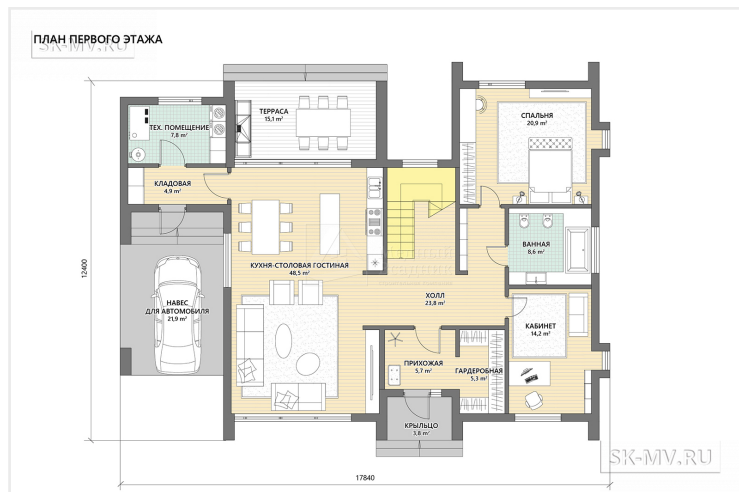 ПЛАН ПЕРВОГО ЭТАЖА
SK-MV.RU
ТЕРРАСА
15,1 m²
СПАЛЬНЯ
20,9 m²
ТЕХ. ПОМЕЩЕНИЕ
7,8 m²
КЛАДОВАЯ
4,9 m²
ВАННАЯ
8,6 m²
КУХНЯ-СТОЛОВАЯ ГОСТИНАЯ
48,5 m²
12400
НАВЕС
ДЛЯ АВТОМОБИЛЯ
21,9 m²
ХОЛЛ
23,8 m²
КАБИНЕТ
14,2 m²
ПРИХОЖАЯ
5,7 m²
ГАРДЕРОБНАЯ
5,3 m²
КРЫЛЬЦО
3,8 m²
SK-MV.RU
17840